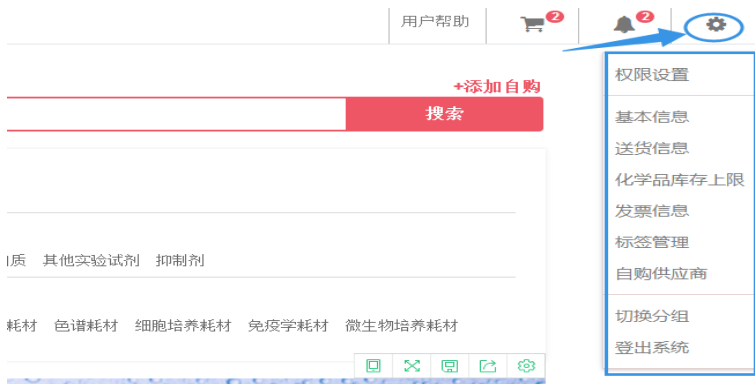 用户帮助 2 2
权限设置
+添加自购
搜索
基本信息
送货信息
化学品库存上限
发票信息
标签管理
质 其他实验试剂 抑制剂
自购供应商
耗材 色谱耗材 细胞培养耗材 免疫学耗材 微生物培养耗材
切换分组
登出系统